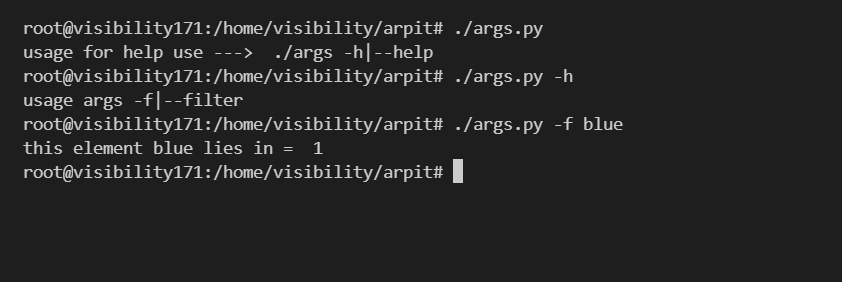 root@visibility171:/home/visibility/arpit# ./args.py
usage for help use --->  ./args -h|--help
root@visibility171:/home/visibility/arpit# ./args.py -h
usage args -f|--filter
root@visibility171:/home/visibility/arpit# ./args.py -f blue
this element blue lies in =  1
root@visibility171:/home/visibility/arpit#